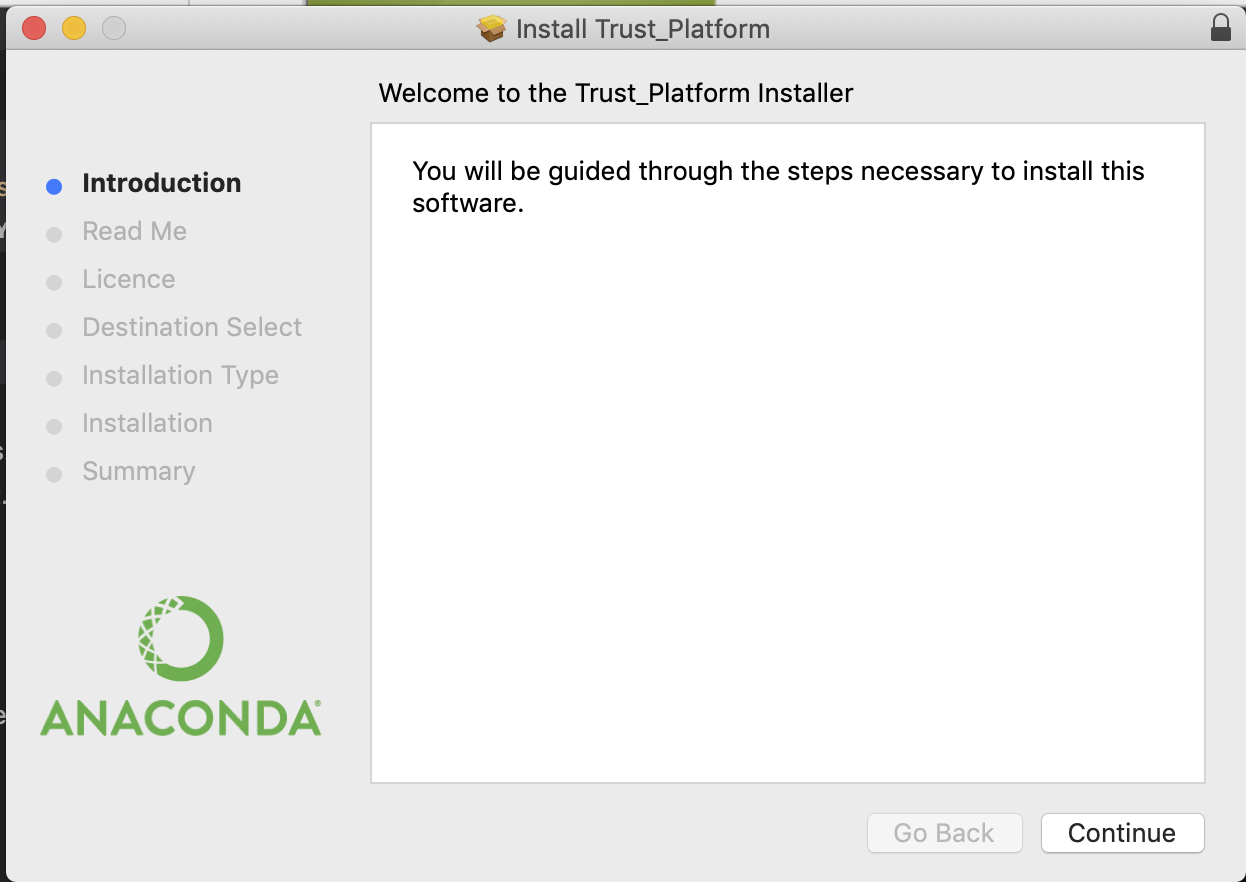 Install Trust_Platform
Welcome to the Trust_Platform Installer
Introduction
Read Me
Licence
Destination Select
Installation Type
Installation
Summary
ANACONDA®
You will be guided through the steps necessary to install this
software.
Go Back
Continue